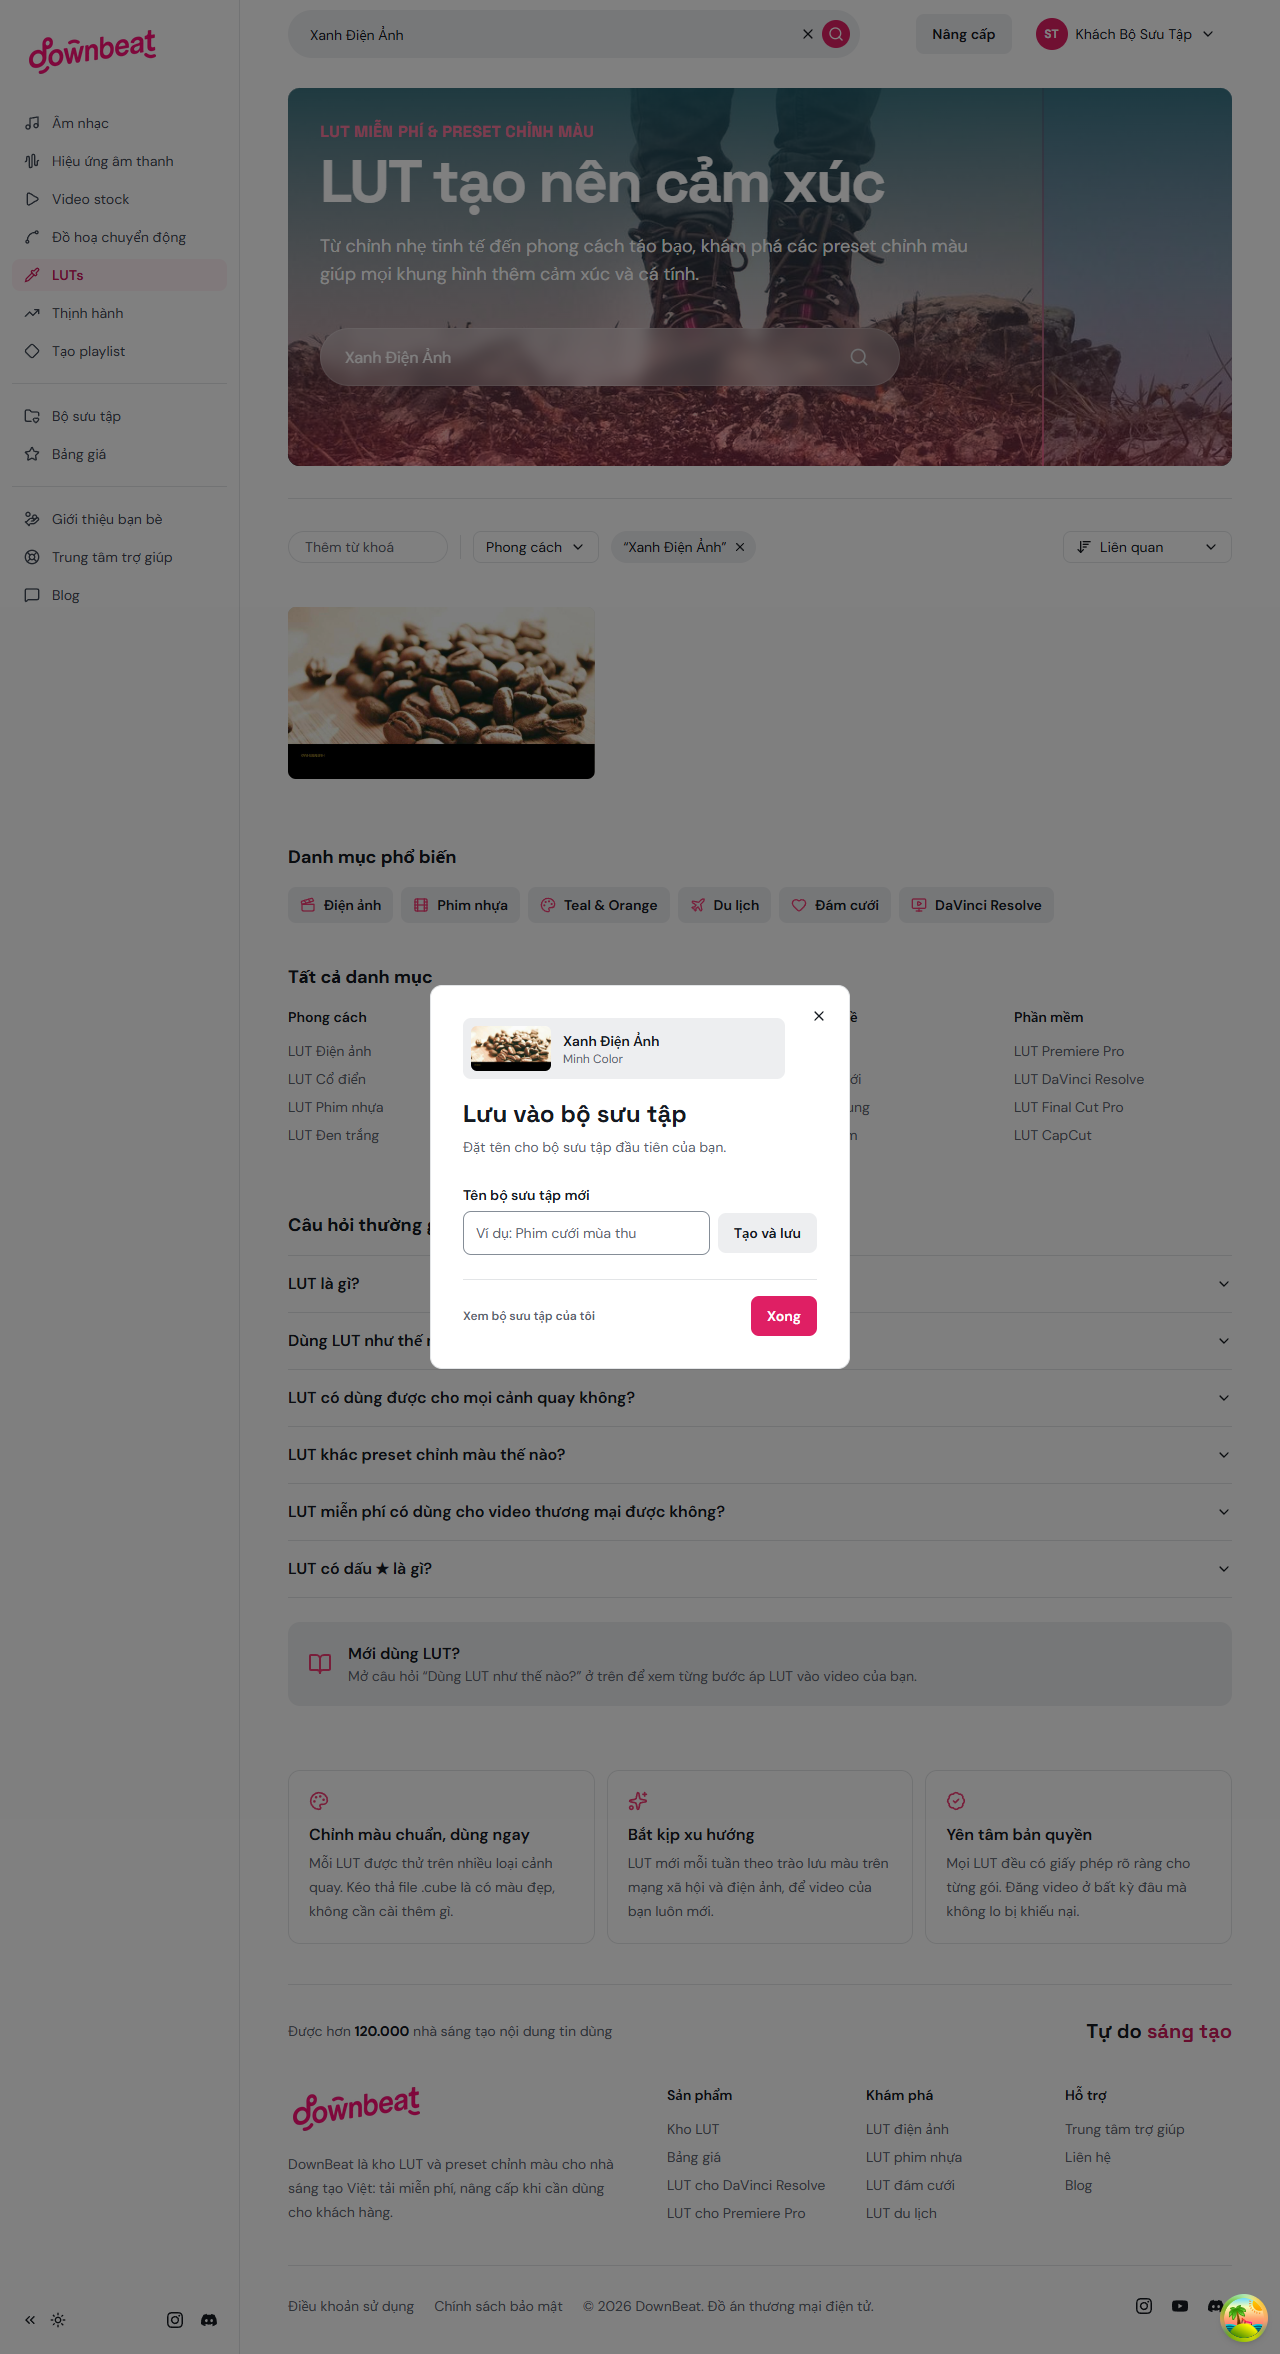 downbeat
Âm nhạc
Hiệu ứng âm thanh
Video stock
Đồ hoạ chuyển động
LUTs
Thịnh hành
Tạo playlist
Bộ sưu tập
Bảng giá
Giới thiệu bạn bè
Trung tâm trợ giúp
Blog
Xanh Điện Ảnh
Nâng cấp
ST
Khách Bộ Sưu Tập
LUT MIỄN PHÍ & PRESET CHỈNH MÀU
LUT tạo nên cảm xúc
Từ chỉnh nhẹ tinh tế đến phong cách táo bạo, khám phá các preset chỉnh màu
giúp mọi khung hình thêm cảm xúc và cá tính.
Xanh Điện Ảnh
Thêm từ khoá
Phong cách
“Xanh Điện Ảnh”
Liên quan
Danh mục phổ biến
Điện ảnh
Phim nhựa
Teal & Orange
Du lịch
Đám cưới
DaVinci Resolve
Tất cả danh mục
Phong cách
LUT Điện ảnh
LUT Cổ điển
LUT Phim nhựa
LUT Đen trắng
Phần mềm
LUT Premiere Pro
LUT DaVinci Resolve
LUT Final Cut Pro
LUT CapCut
Xanh Điện Ảnh
Minh Color
Lưu vào bộ sưu tập
Đặt tên cho bộ sưu tập đầu tiên của bạn.
Tên bộ sưu tập mới
Ví dụ: Phim cưới mùa thu
Tạo và lưu
Xem bộ sưu tập của tôi
Xong
Câu hỏi thường
LUT là gì?
Dùng LUT như thế
LUT có dùng được cho mọi cảnh quay không?
LUT khác preset chỉnh màu thế nào?
LUT miễn phí có dùng cho video thương mại được không?
LUT có dấu ★ là gì?
Mới dùng LUT?
Mở câu hỏi “Dùng LUT như thế nào?” ở trên để xem từng bước áp LUT vào video của bạn.
Chỉnh màu chuẩn, dùng ngay
Mỗi LUT được thử trên nhiều loại cảnh
quay. Kéo thả file .cube là có màu đẹp,
không cần cài thêm gì.
Bắt kịp xu hướng
LUT mới mỗi tuần theo trào lưu màu trên
mạng xã hội và điện ảnh, để video của
bạn luôn mới.
Yên tâm bản quyền
Mọi LUT đều có giấy phép rõ ràng cho
từng gói. Đăng video ở bất kỳ đâu mà
không lo bị khiếu nại.
Được hơn 120.000 nhà sáng tạo nội dung tin dùng
Tự do sáng tạo
downbeat
DownBeat là kho LUT và preset chỉnh màu cho nhà
sáng tạo Việt: tải miễn phí, nâng cấp khi cần dùng
cho khách hàng.
Sản phẩm
Kho LUT
Bảng giá
LUT cho DaVinci Resolve
LUT cho Premiere Pro
Khám phá
LUT điện ảnh
LUT phim nhựa
LUT đám cưới
LUT du lịch
Hỗ trợ
Trung tâm trợ giúp
Liên hệ
Blog
Điều khoản sử dụng
Chính sách bảo mật
© 2026 DownBeat. Đồ án thương mại điện tử.